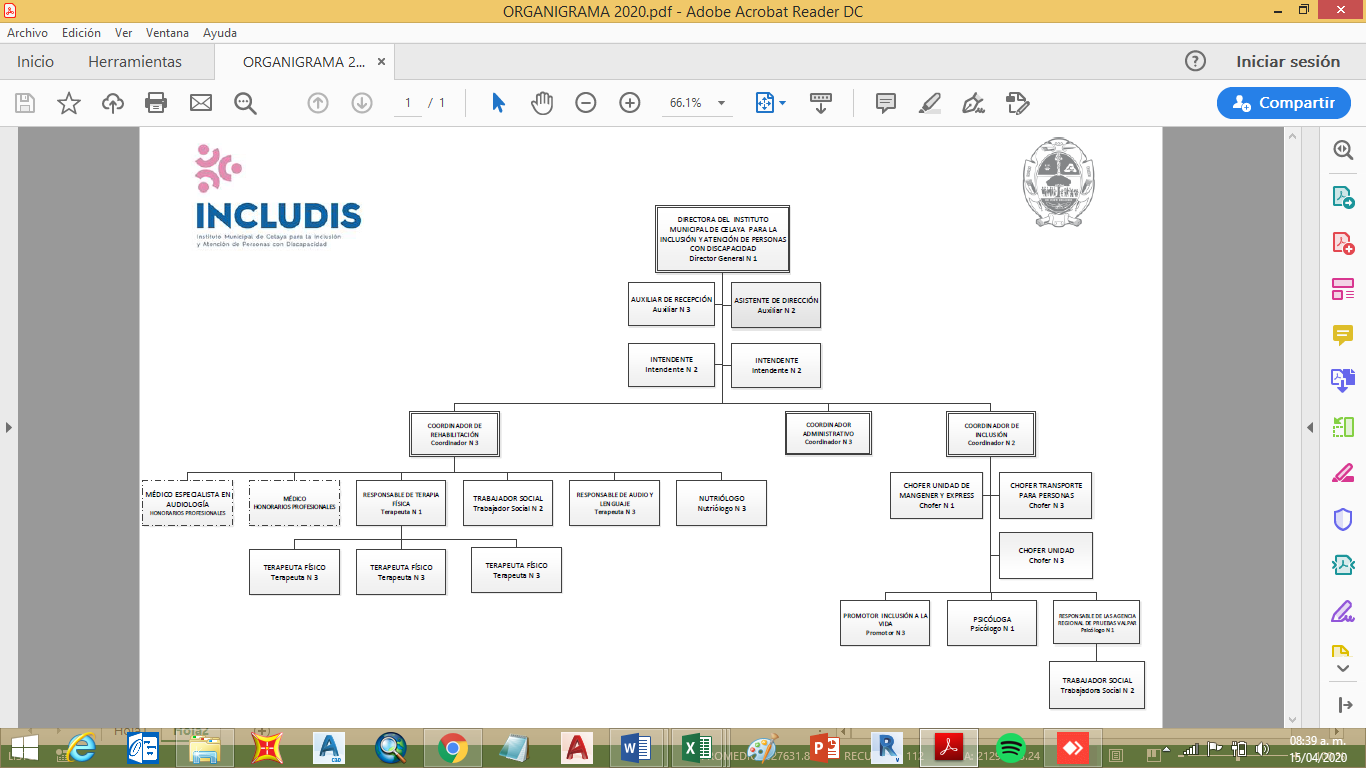 ORGANIGRAMA 2020.pdf - Adobe Acrobat Reader DC
Archivo Edición Ver Ventana Ayuda
Inicio Herramientas ORGANIGRAMA 2... × Iniciar sesión
1 / 1 66.1% Compartir
INCLUDIS
Instituto Municipal de Celaya para la Inclusión
y Atención de Personas con Discapacidad
DIRECTORA DEL INSTITUTO
MUNICIPAL DE CELAYA PARA LA
INCLUSIÓN Y ATENCIÓN DE PERSONAS
CON DISCAPACIDAD
Director General N 1
AUXILIAR DE RECEPCIÓN
Auxiliar N 3
ASISTENTE DE DIRECCIÓN
Auxiliar N 2
INTENDENTE
Intendente N 2
INTENDENTE
Intendente N 2
COORDINADOR DE
REHABILITACIÓN
Coordinador N 3
COORDINADOR
ADMINISTRATIVO
Coordinador N 3
COORDINADOR DE
INCLUSIÓN
Coordinador N 2
MÉDICO ESPECIALISTA EN
AUDIOLOGÍA
HONORARIOS PROFESIONALES
MÉDICO
HONORARIOS PROFESIONALES
RESPONSABLE DE TERAPIA
FÍSICA
Terapeuta N 1
TRABAJADOR SOCIAL
Trabajador Social N 2
RESPONSABLE DE AUDIO Y
LENGUAJE
Terapeuta N 3
NUTRIÓLOGO
Nutriólogo N 3
CHOFER UNIDAD DE
MANGENER Y EXPRESS
Chofer N 1
CHOFER TRANSPORTE
PARA PERSONAS
Chofer N 3
CHOFER UNIDAD
Chofer N 3
TERAPEUTA FÍSICO
Terapeuta N 3
TERAPEUTA FÍSICO
Terapeuta N 3
TERAPEUTA FÍSICO
Terapeuta N 3
PROMOTOR INCLUSIÓN A LA
VIDA
Promotor N 3
PSICÓLOGA
Psicólogo N 1
RESPONSABLE DE LAS AGENCIA
REGIONAL DE PRUEBAS VALPAR
Psicólogo N 1
TRABAJADOR SOCIAL
Trabajadora Social N 2
Hoja2
08:39 a. m.
15/04/2020